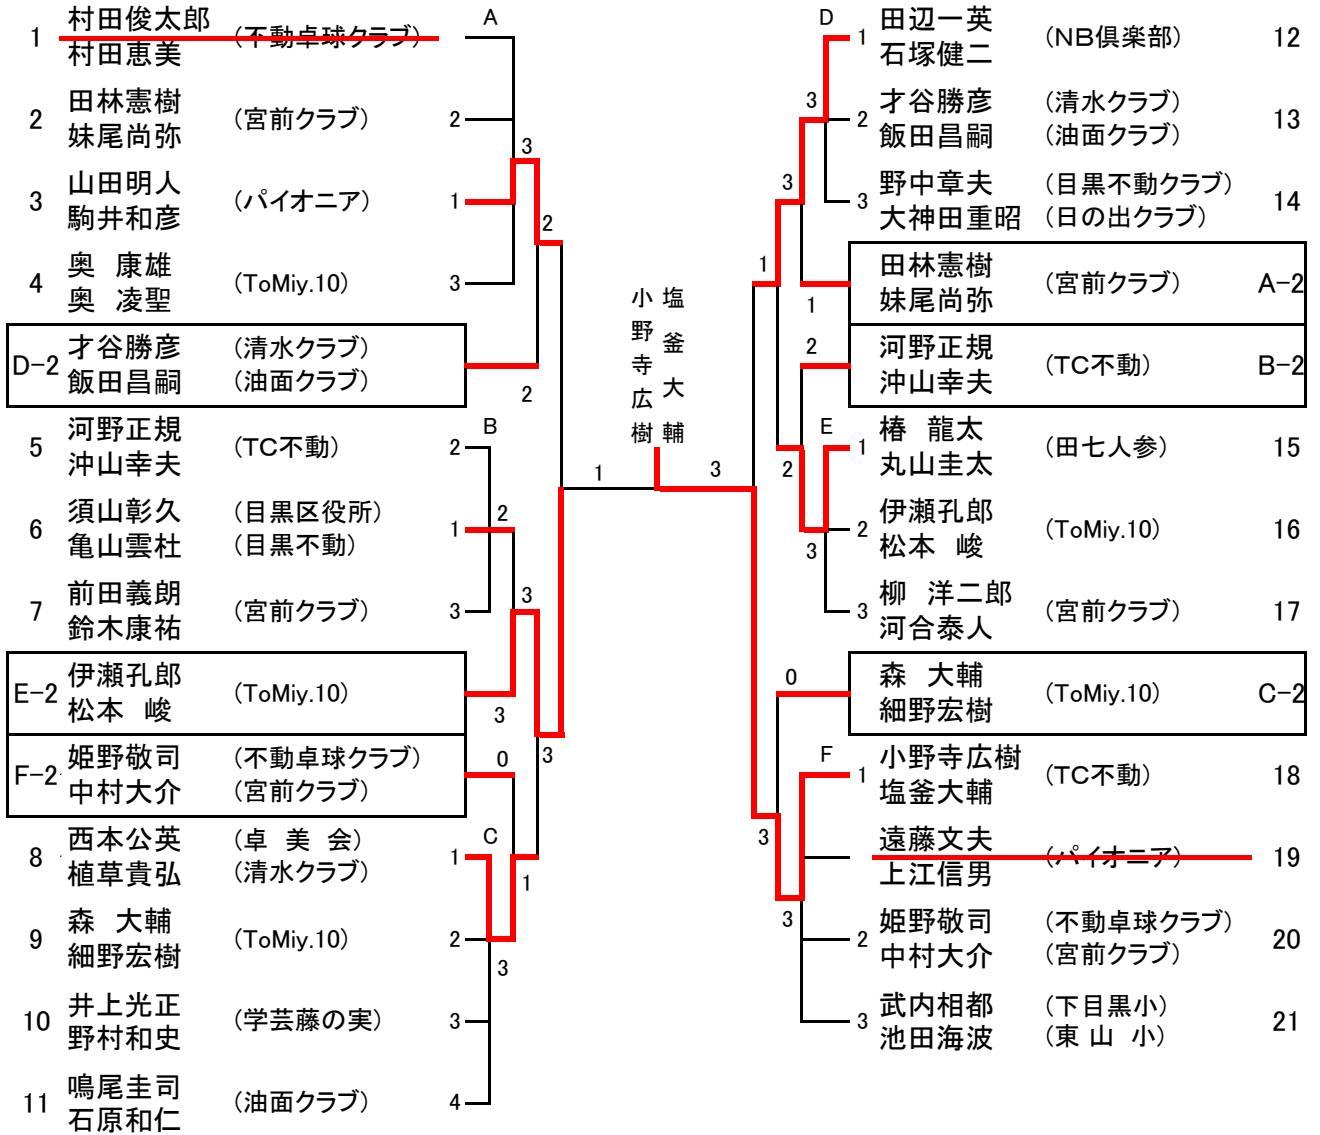 A
1 村田俊太郎 (不動卓球クラブ)
村田恵美
2 田林憲樹 (宮前クラブ) 2
妹尾尚弥
3
3 山田明人 (パイオニア) 1
駒井和彦
2
4 奥 康雄 (ToMiy.10) 3
奥 凌聖
D-2 才谷勝彦 (清水クラブ)
飯田昌嗣 (油面クラブ)
2
B
5 河野正規 (TC不動) 2
沖山幸夫
1
6 須山彰久 (目黒区役所) 1 2
亀山雲杜 (目黒不動)
7 前田義朗 (宮前クラブ) 3 3
鈴木康祐
E-2 伊瀬孔郎 (ToMiy.10)
松本 峻
3
F-2 姫野敬司 (不動卓球クラブ) 0 3
中村大介 (宮前クラブ)
C
8 西本公英 (卓 美 会) 1
植草貴弘 (清水クラブ)
1
9 森 大輔 (ToMiy.10) 2
細野宏樹
3
10 井上光正 (学芸藤の実) 3
野村和史
11 鳴尾圭司 (油面クラブ) 4
石原和仁
塩釜大輔
小野寺広樹
3
D
1 田辺一英 (NB倶楽部) 12
石塚健二
3
2 才谷勝彦 (清水クラブ) 13
飯田昌嗣 (油面クラブ)
3
3 野中章夫 (目黒不動クラブ) 14
大神田重昭 (日の出クラブ)
1
田林憲樹 (宮前クラブ) A-2
妹尾尚弥
1
2
河野正規 (TC不動) B-2
沖山幸夫
E
1 椿 龍太 (田七人参) 15
丸山圭太
2
2 伊瀬孔郎 (ToMiy.10) 16
松本 峻
3
3 柳 洋二郎 (宮前クラブ) 17
河合泰人
0
森 大輔 (ToMiy.10) C-2
細野宏樹
F
1 小野寺広樹 (TC不動) 18
塩釜大輔
3
遠藤文夫 (パイオニア) 19
上江信男
3
2 姫野敬司 (不動卓球クラブ) 20
中村大介 (宮前クラブ)
3 武内相都 (下目黒小) 21
池田海波 (東 山 小)